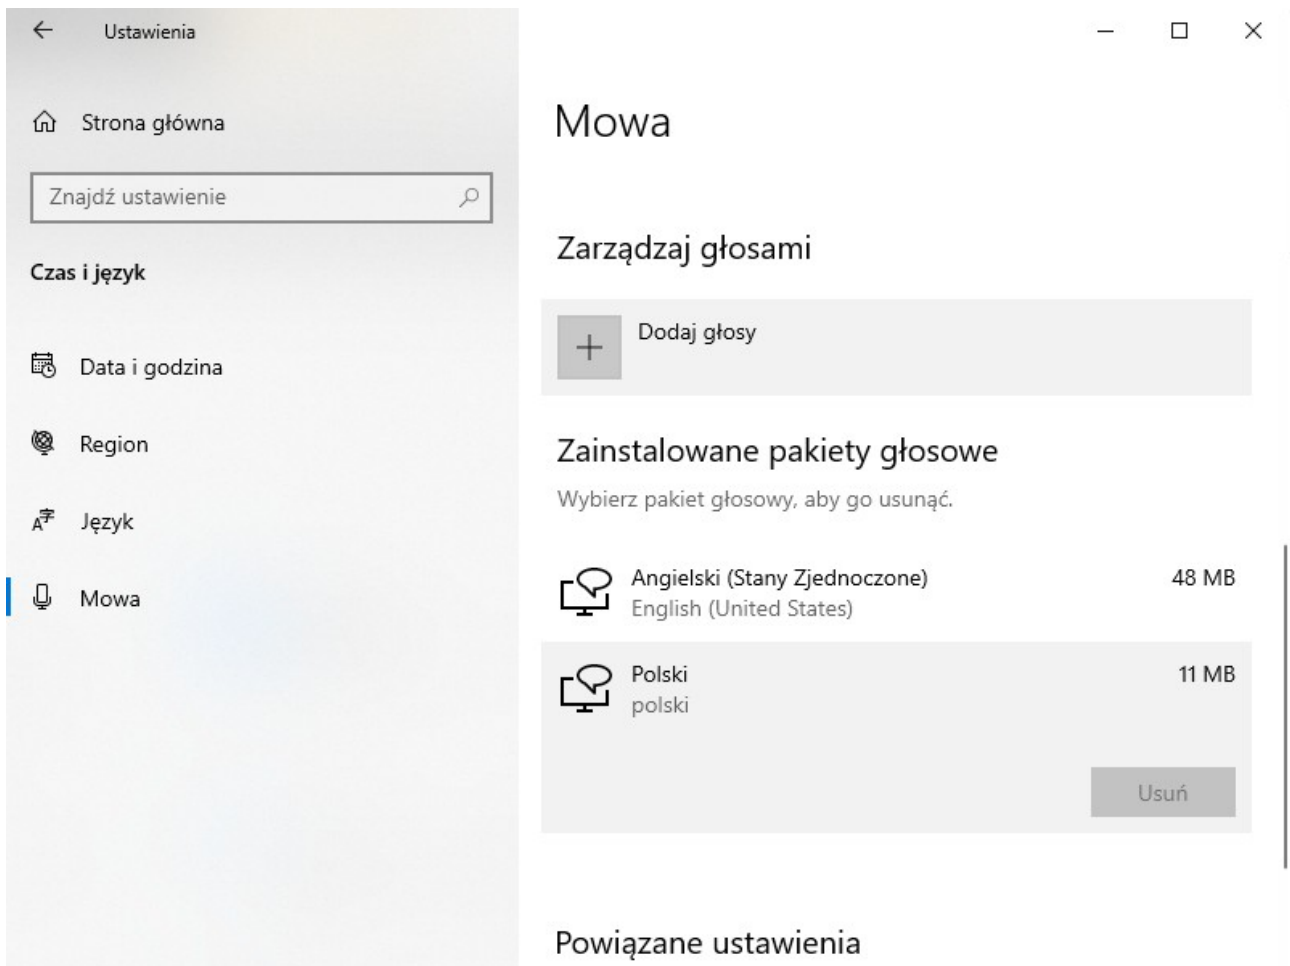 Ustawienia
Strona główna
Znajdź ustawienie
Czas i język
Data i godzina
Region
Język
Mowa
Mowa
Zarządzaj głosami
Dodaj głosy
Zainstalowane pakiety głosowe
Wybierz pakiet głosowy, aby go usunąć.
Angielski (Stany Zjednoczone) 48 MB
English (United States)
Polski 11 MB
polski
Usuń
Powiązane ustawienia